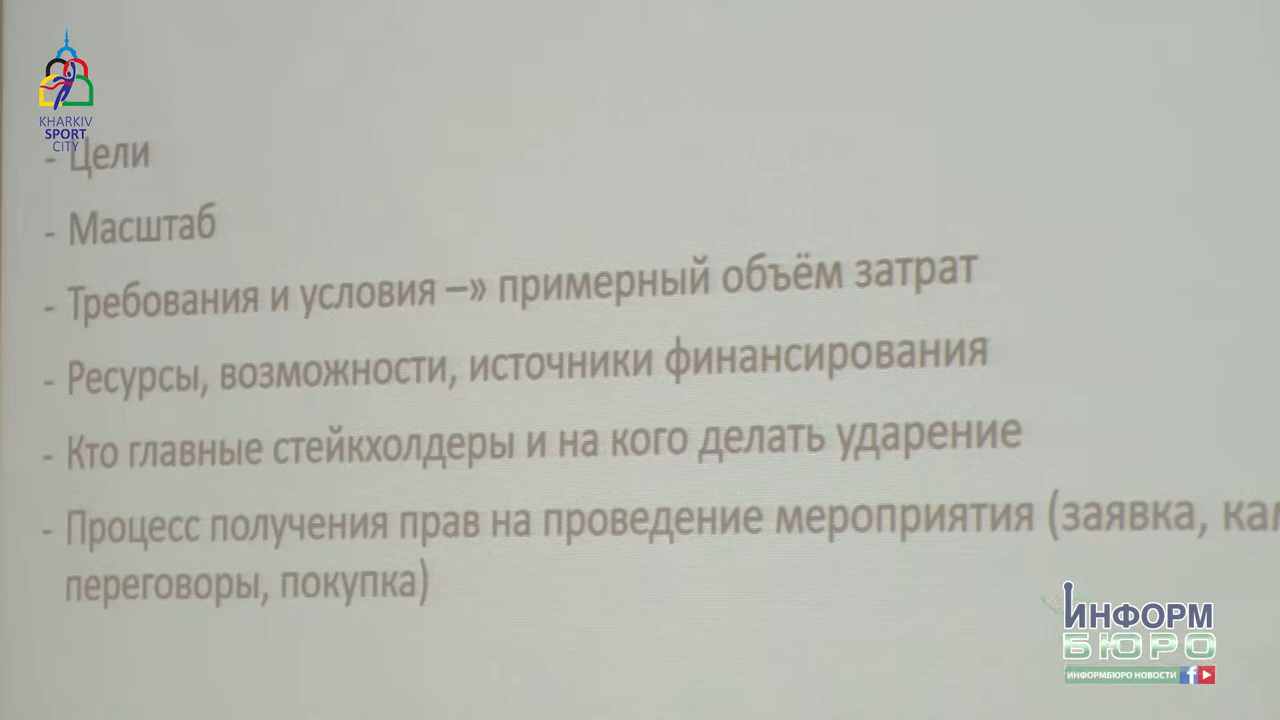 KHARKIV
SPORT
CITY
- Цели
- Масштаб
- Требования и условия –» примерный объём затрат
- Ресурсы, возможности, источники финансирования
- Кто главные стейкхолдеры и на кого делать ударение
- Процесс получения прав на проведение мероприятия (заявка,
переговоры, покупка)
ИНФОРМ
БЮРО
ИНФОРМБЮРО НОВОСТИ